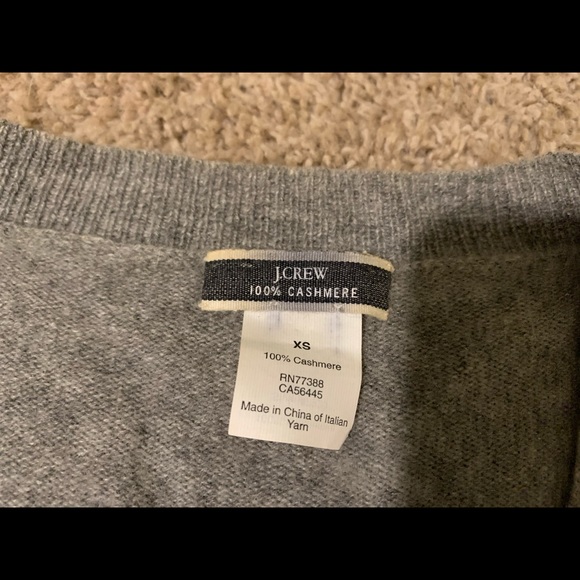 J.CREW
100% CASHMERE
XS
100% Cashmere
RN77388
CA56445
Made in China of Italian
Yarn